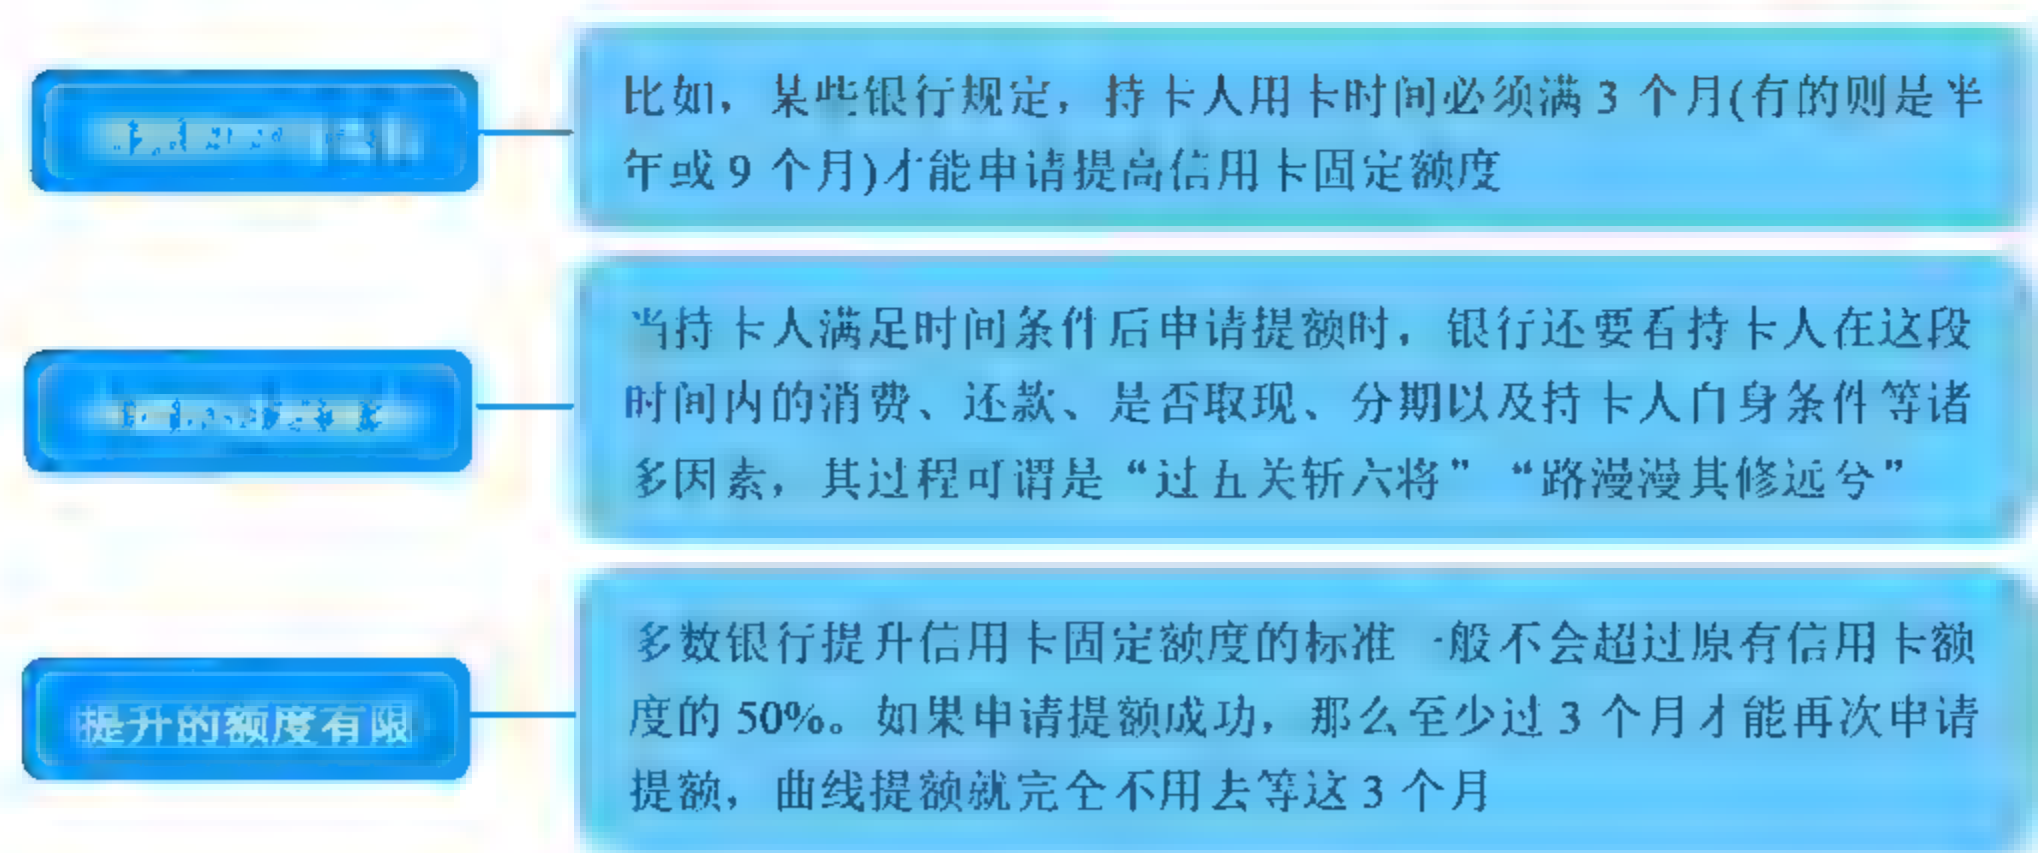 比如，某些银行规定，持卡人用卡时间必须满 3 个月(有的则是半
年或 9 个月)才能申请提高信用卡固定额度
当持卡人满足时间条件后申请提额时，银行还要看持卡人在这段
时间内的消费、还款、是否取现、分期以及持卡人自身条件等诸
多因素，其过程可谓是“过五关斩六将”“路漫漫其修远兮”
提升的额度有限
多数银行提升信用卡固定额度的标准一般不会超过原有信用卡额
度的 50%。如果申请提额成功，那么至少过 3 个月才能再次申请
提额，曲线提额就完全不用去等这 3 个月